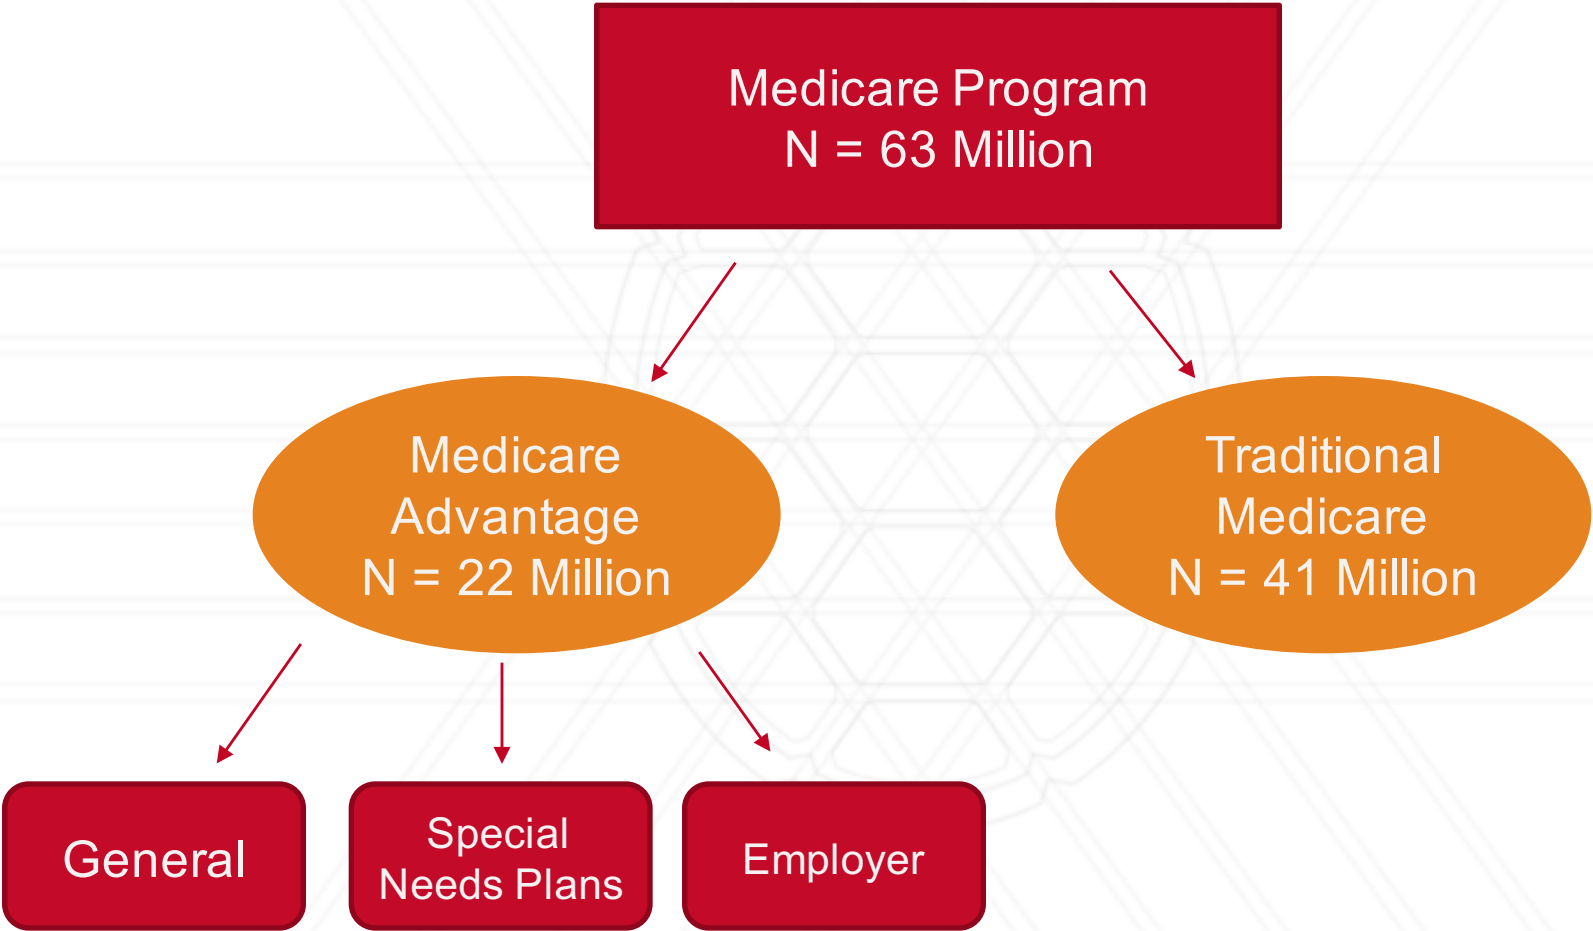 Medicare Program
N = 63 Million
Medicare
Advantage
N = 22 Million
Traditional
Medicare
N = 41 Million
General
Special
Needs Plans
Employer